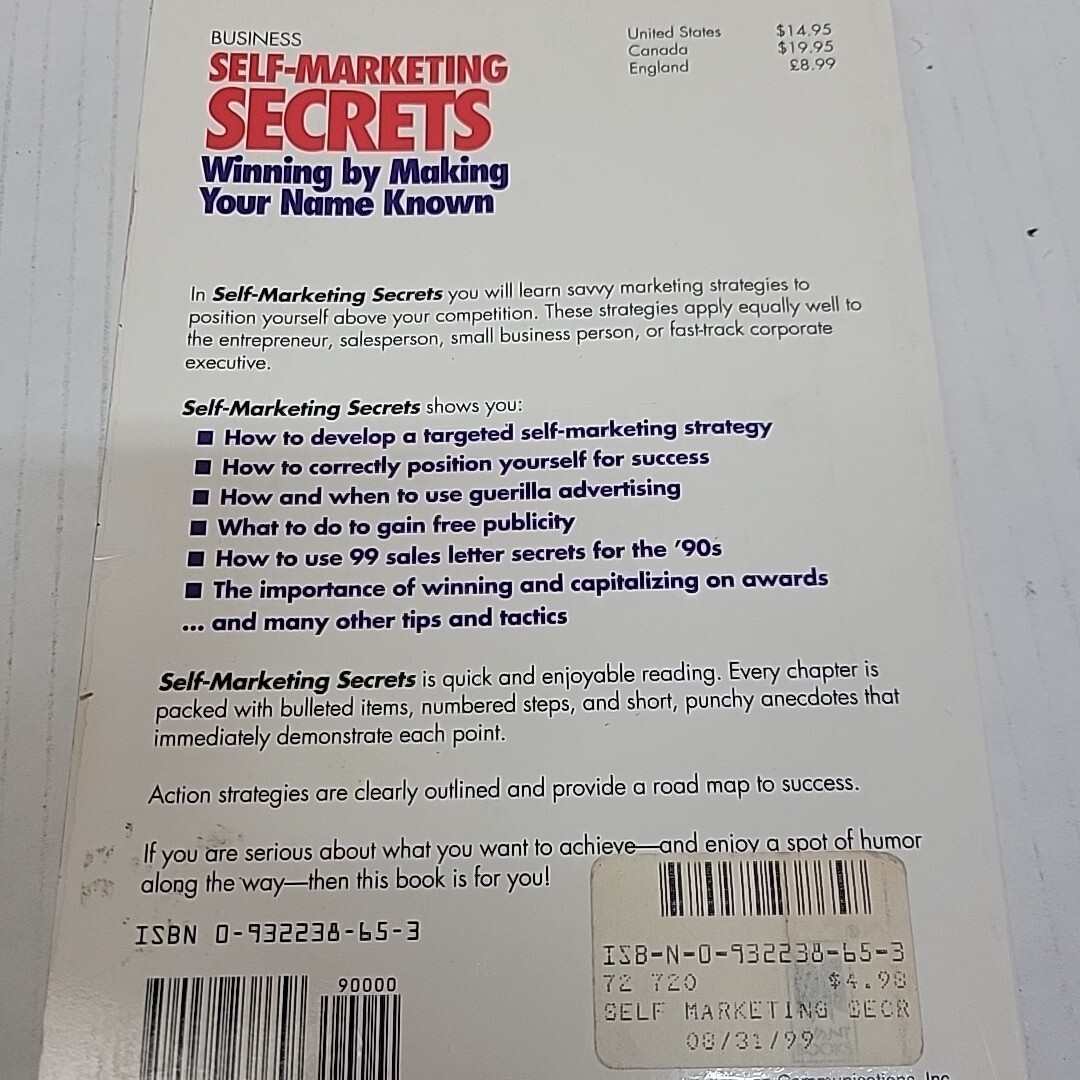 BUSINESS
SELF-MARKETING
SECRETS
Winning by Making
Your Name Known
United States $14.95
Canada $19.95
England £8.99
In Self-Marketing Secrets you will learn savvy marketing strategies to
position yourself above your competition. These strategies apply equally well to
the entrepreneur, salesperson, small business person, or fast-track corporate
executive.
Self-Marketing Secrets shows you:
■ How to develop a targeted self-marketing strategy
■ How to correctly position yourself for success
■ How and when to use guerilla advertising
■ What to do to gain free publicity
■ How to use 99 sales letter secrets for the '90s
■ The importance of winning and capitalizing on awards
... and many other tips and tactics
Self-Marketing Secrets is quick and enjoyable reading. Every chapter is
packed with bulleted items, numbered steps, and short, punchy anecdotes that
immediately demonstrate each point.
Action strategies are clearly outlined and provide a road map to success.
If you are serious about what you want to achieve—and enjoy a spot of humor
along the way—then this book is for you!
ISBN 0-932238-65-3
90000
ISB-N-0-932238-65-3
72 720 $4.98
SELF MARKETING SECR
08/31/99
Communications, Inc.